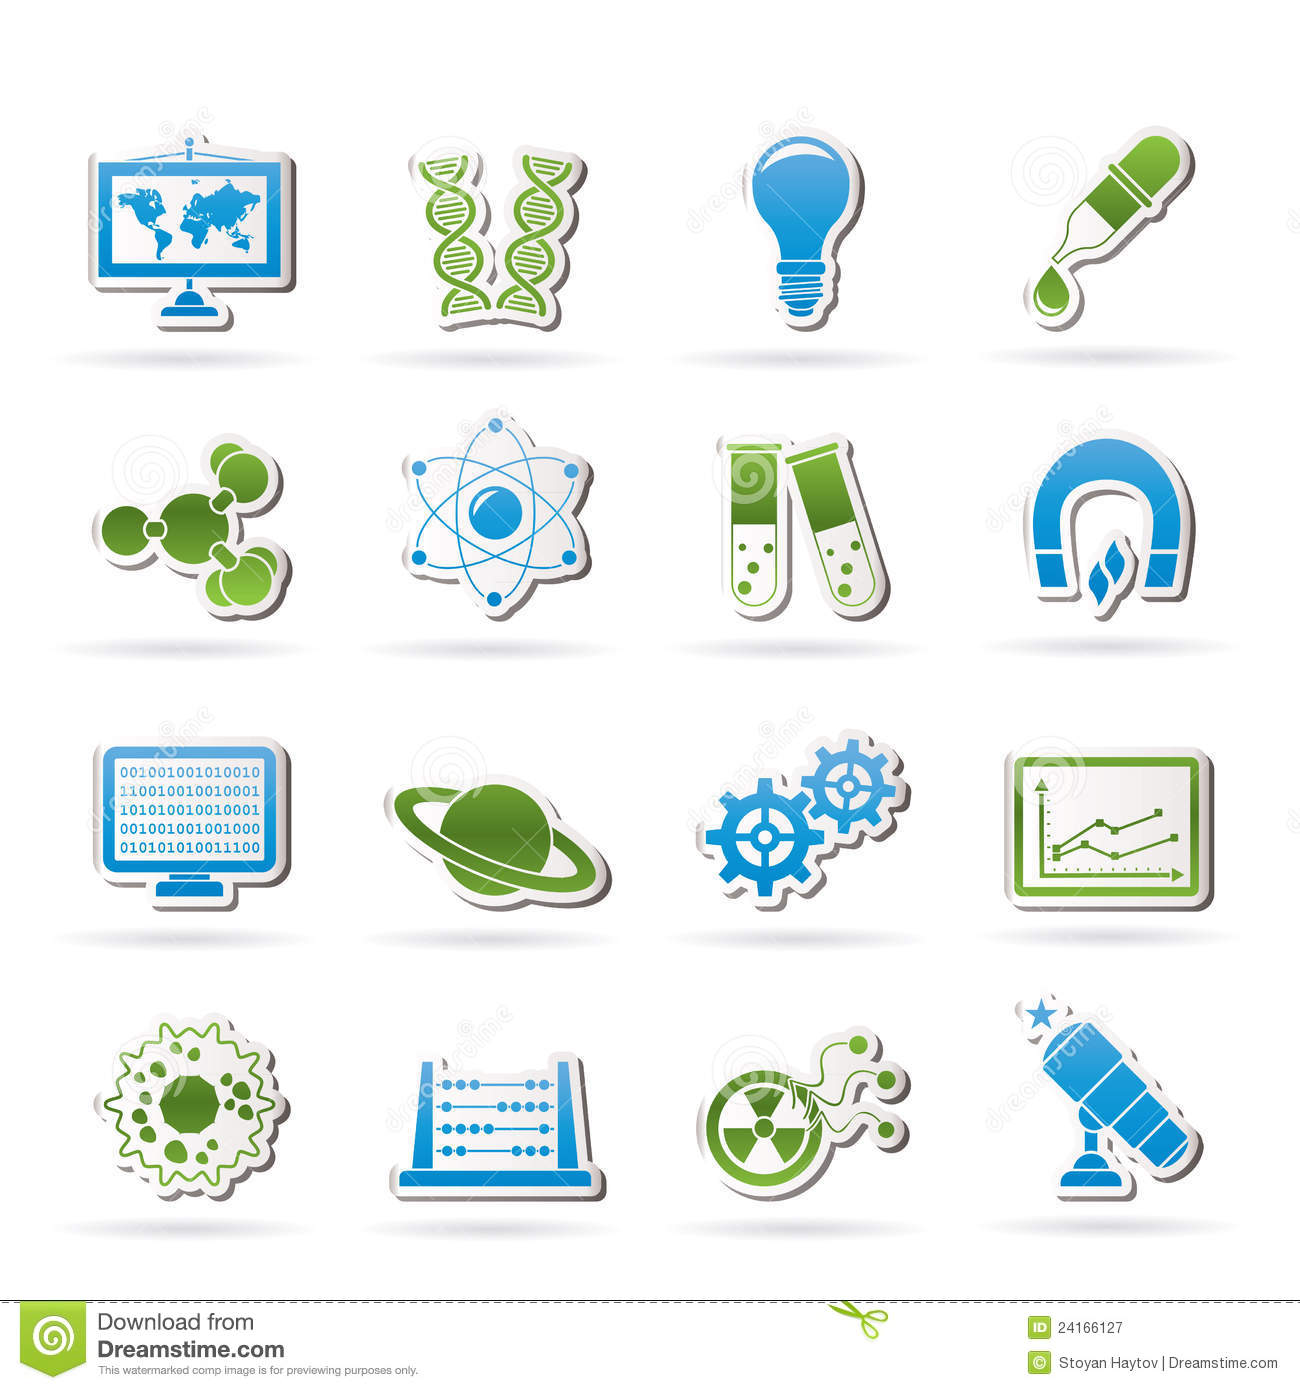 001001001010010
110010010010001
101010010010001
001001001001000
010101010011100
Download from
Dreamstime.com
This watermarked comp image is for previewing purposes only.
ID 24166127
© Stoyan Haytov | Dreamstime.com